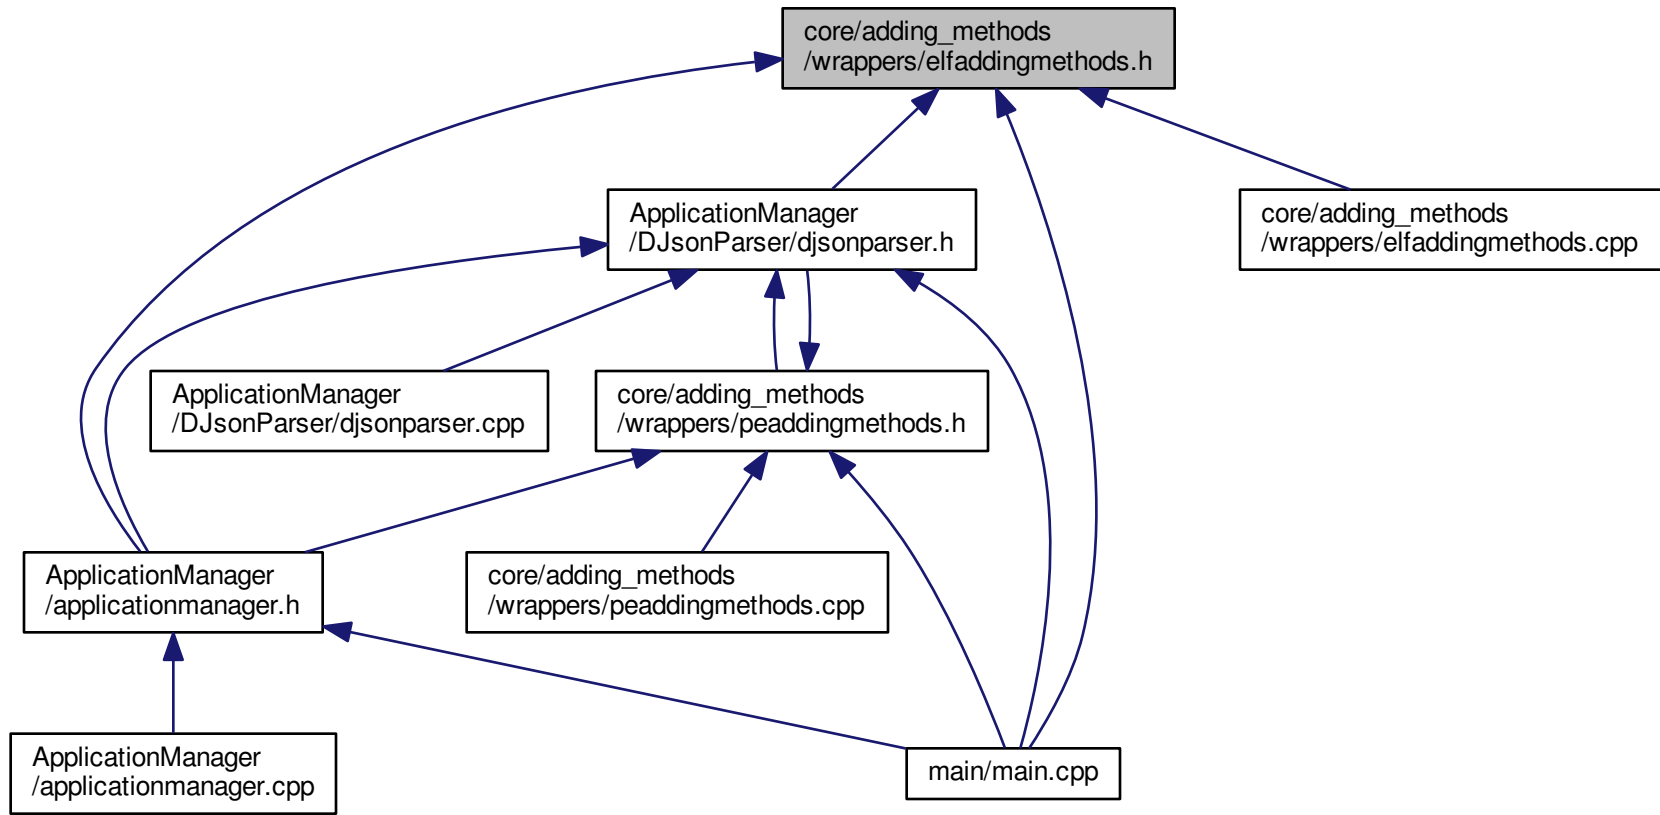 core/adding_methods
/wrappers/elfaddingmethods.h
ApplicationManager
/DJsonParser/djsonparser.h
core/adding_methods
/wrappers/elfaddingmethods.cpp
ApplicationManager
/DJsonParser/djsonparser.cpp
core/adding_methods
/wrappers/peaddingmethods.h
ApplicationManager
/applicationmanager.h
core/adding_methods
/wrappers/peaddingmethods.cpp
ApplicationManager
/applicationmanager.cpp
main/main.cpp